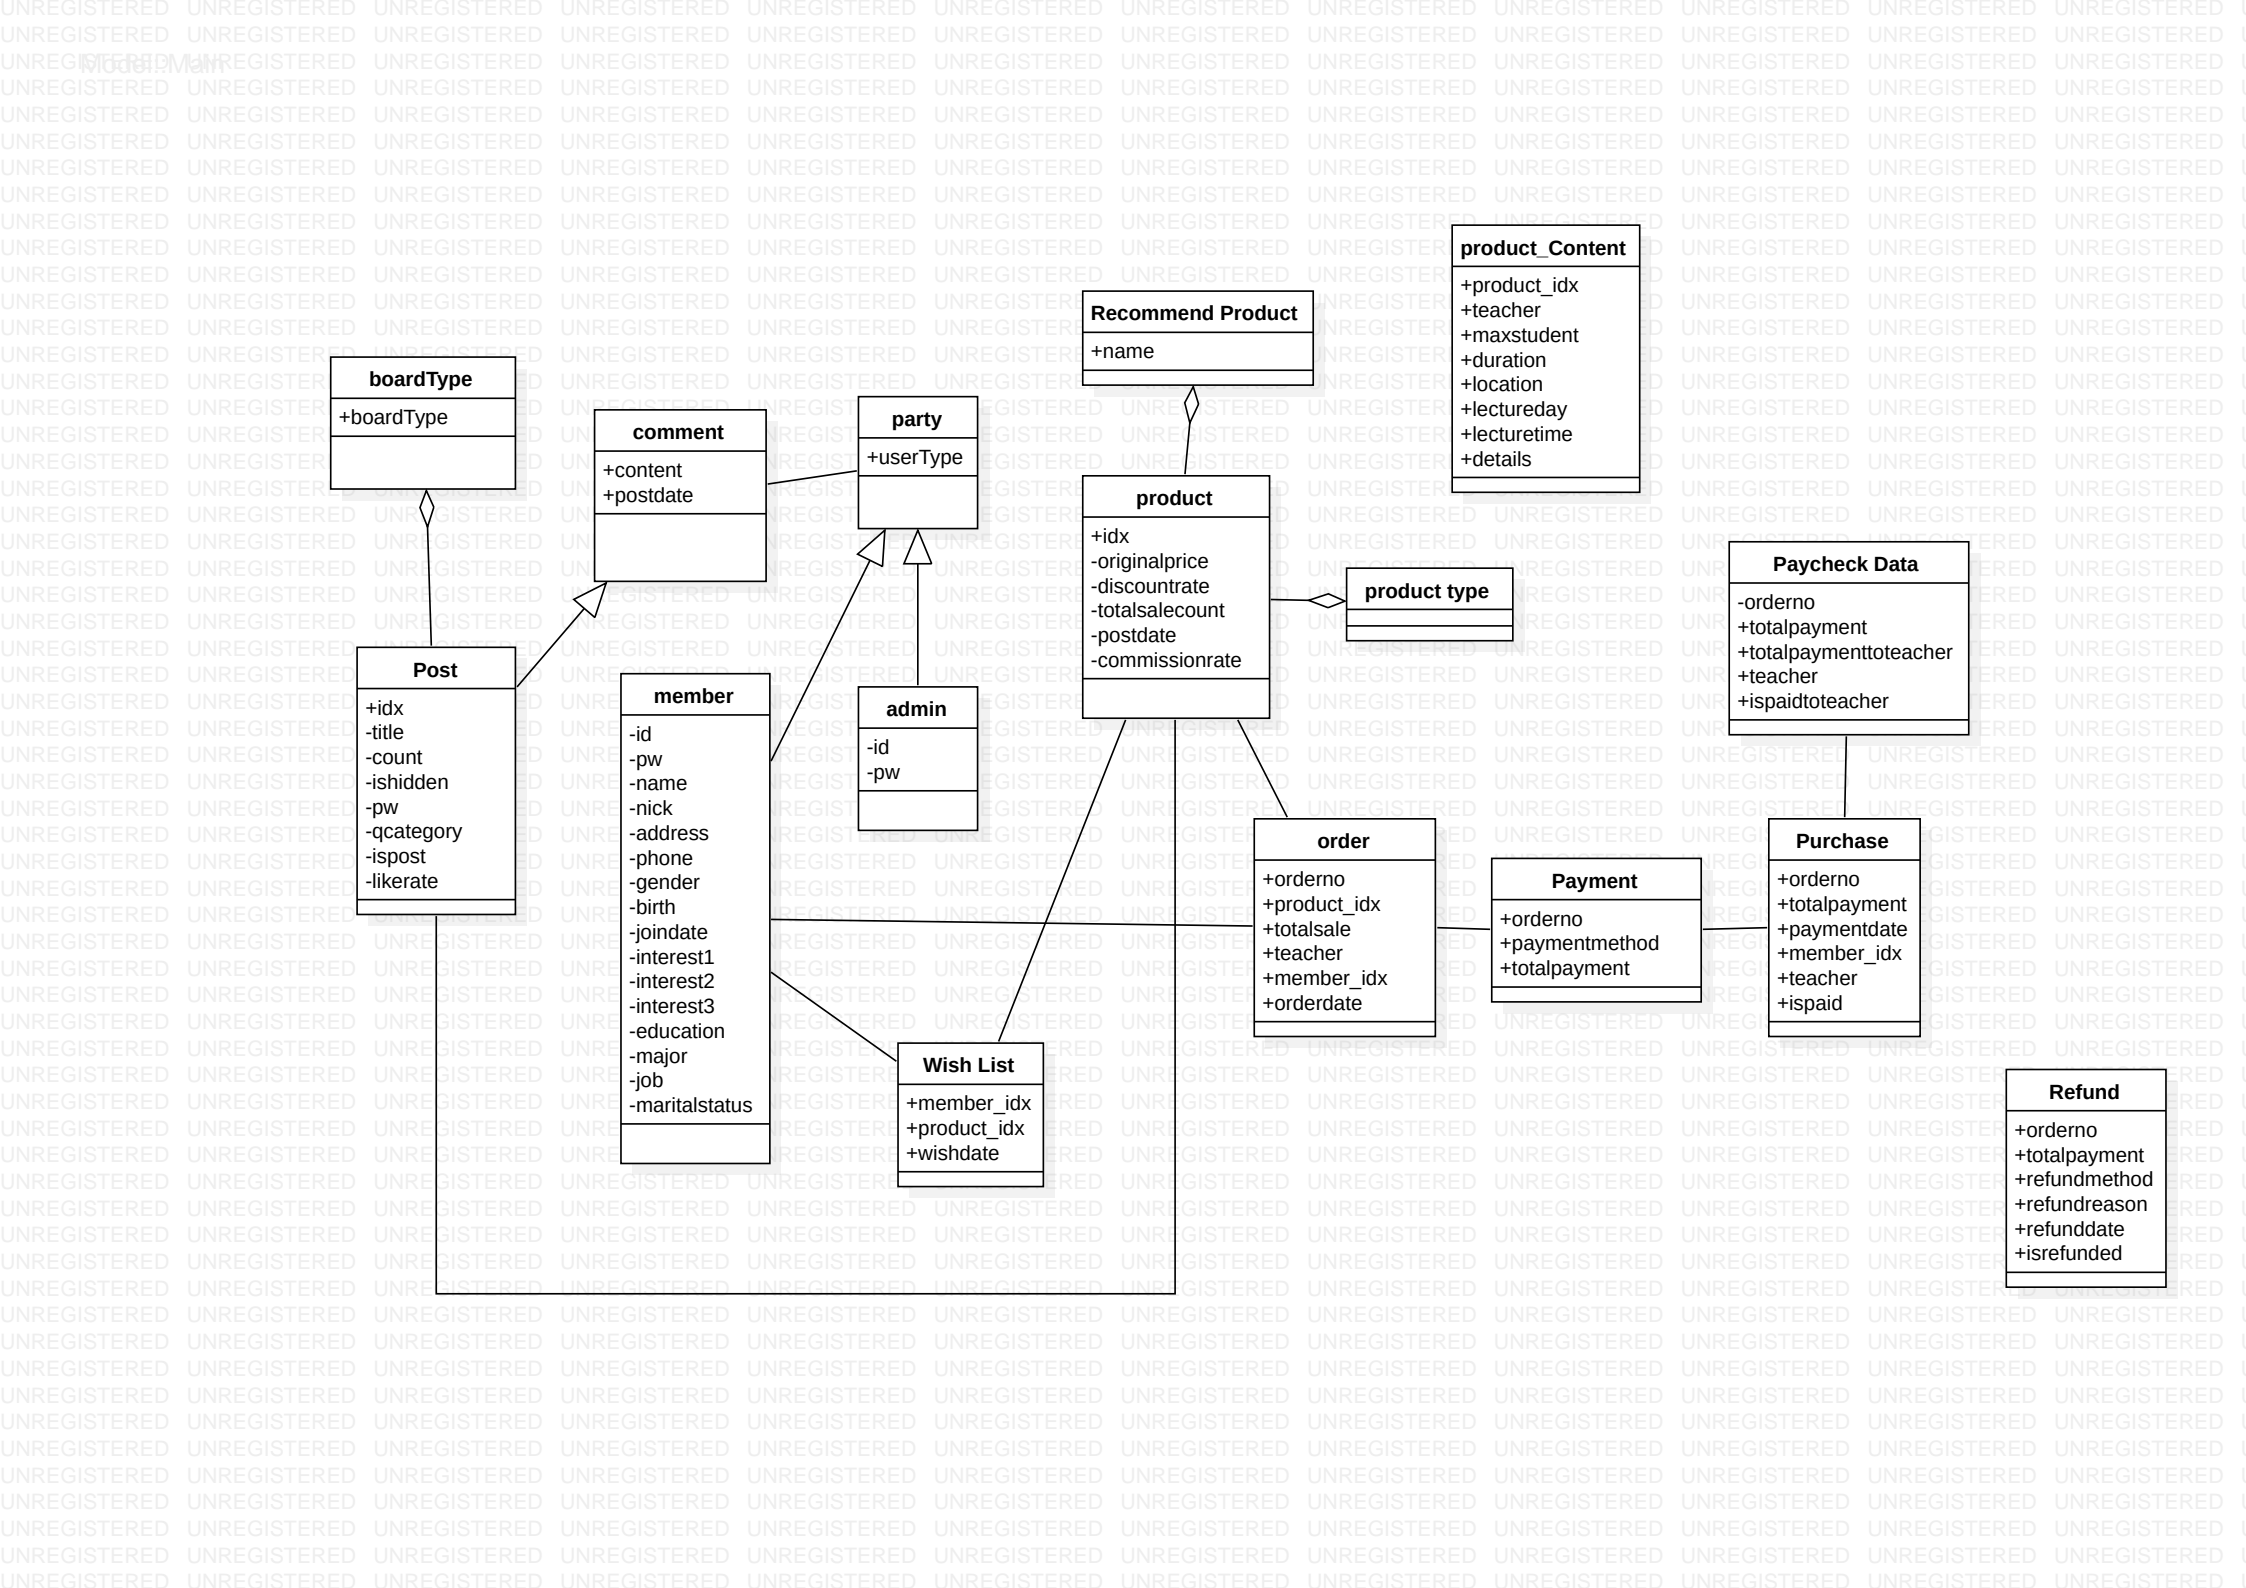 Model::Main
boardType
+boardType
comment
+content
+postdate
party
+userType
Recommend Product
+name
product_Content
+product_idx
+teacher
+maxstudent
+duration
+location
+lectureday
+lecturetime
+details
product
+idx
-originalprice
-discountrate
-totalsalecount
-postdate
-commissionrate
product type
Paycheck Data
-orderno
+totalpayment
+totalpaymenttoteacher
+teacher
+ispaidtoteacher
Post
+idx
-title
-count
-ishidden
-pw
-qcategory
-ispost
-likerate
member
-id
-pw
-name
-nick
-address
-phone
-gender
-birth
-joindate
-interest1
-interest2
-interest3
-education
-major
-job
-maritalstatus
admin
-id
-pw
order
+orderno
+product_idx
+totalsale
+teacher
+member_idx
+orderdate
Payment
+orderno
+paymentmethod
+totalpayment
Purchase
+orderno
+totalpayment
+paymentdate
+member_idx
+teacher
+ispaid
Wish List
+member_idx
+product_idx
+wishdate
Refund
+orderno
+totalpayment
+refundmethod
+refundreason
+refunddate
+isrefunded
UNREGISTERED